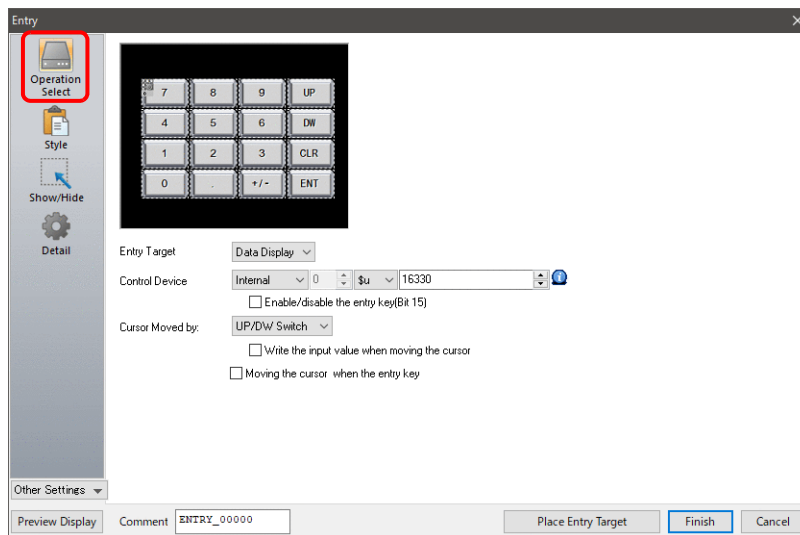 Entry
Operation
Select
Style
Show/Hide
Detail
7 8 9 UP
4 5 6 DW
1 2 3 CLR
0 . +/- ENT
Entry Target Data Display
Control Device Internal 0 $u 16330
Enable/disable the entry key(Bit 15)
Cursor Moved by: UP/DW Switch
Write the input value when moving the cursor
Moving the cursor when the entry key
Other Settings
Preview Display Comment ENTRY_00000 Place Entry Target Finish Cancel